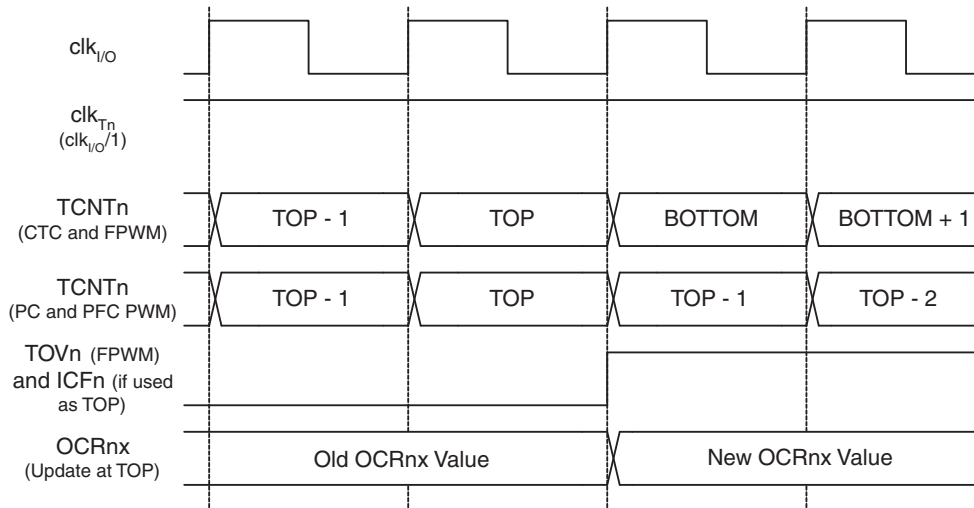 clkI/O
clkTn
(clkI/O/1)
TCNTn
(CTC and FPWM)
TOP - 1
TOP
BOTTOM
BOTTOM + 1
TCNTn
(PC and PFC PWM)
TOP - 1
TOP
TOP - 1
TOP - 2
TOVn (FPWM)
and ICFn (if used
as TOP)
OCRnx
(Update at TOP)
Old OCRnx Value
New OCRnx Value